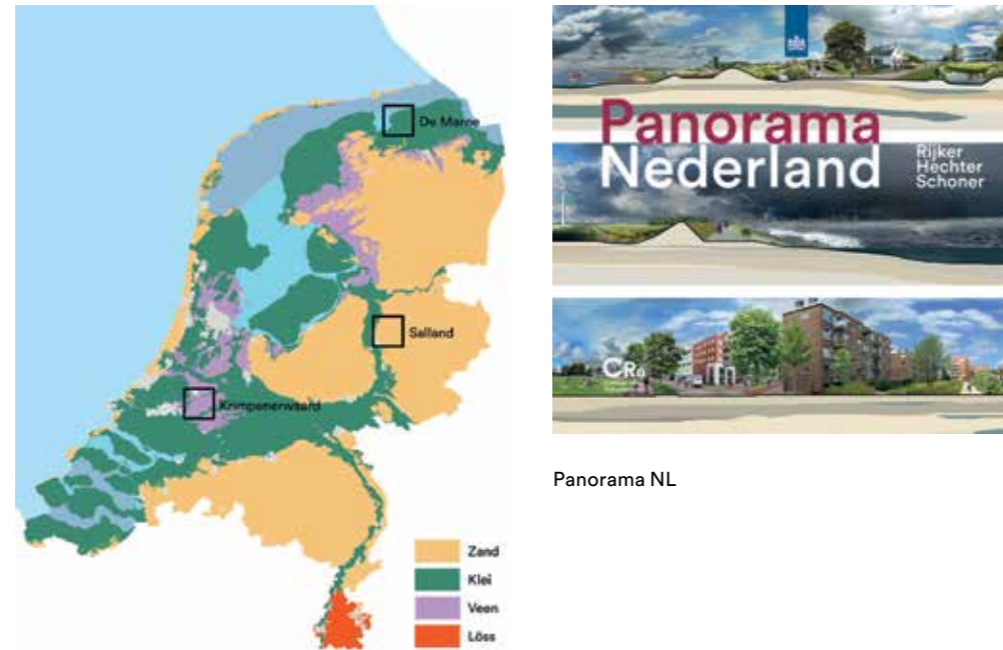 De Marne
Salland
Krimpenerwaard
Zand
Klei
Veen
Löss
Panorama
Nederland
Rijker
Hechter
Schoner
CRa
Panorama NL